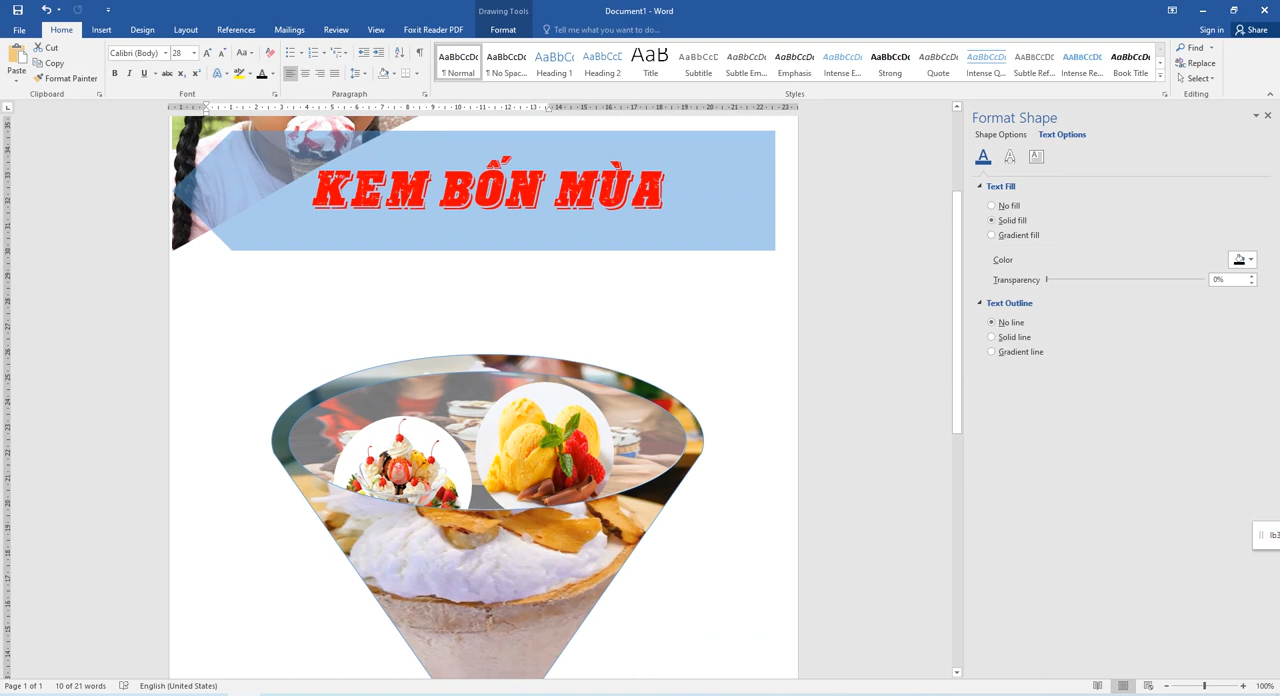 Document1 - Word
Drawing Tools
File Home Insert Design Layout References Mailings Review View Foxit Reader PDF Format Tell me what you want to do... Sign in Share
Paste
Cut
Copy
Format Painter
Clipboard
Calibri (Body) 28
Font
Paragraph
AaBbCcDc AaBbCcDc AaBbCc AaBbCcD AaB AaBbCcD AaBbCcDc AaBbCcDc AaBbCcDc AaBbCcDc AaBbCcDc AaBbCcDc AaBbCcDc AaBbCcDc AaBbCcDc
¶ Normal ¶ No Spac... Heading 1 Heading 2 Title Subtitle Subtle Em... Emphasis Intense E... Strong Quote Intense Q... Subtle Ref... Intense Re... Book Title
Styles
Find
Replace
Select
Editing
KEM BỐN MÙA
Format Shape
Shape Options Text Options
Text Fill
No fill
Solid fill
Gradient fill
Color
Transparency 0%
Text Outline
No line
Solid line
Gradient line
lb3
Page 1 of 1 10 of 21 words English (United States) 100%